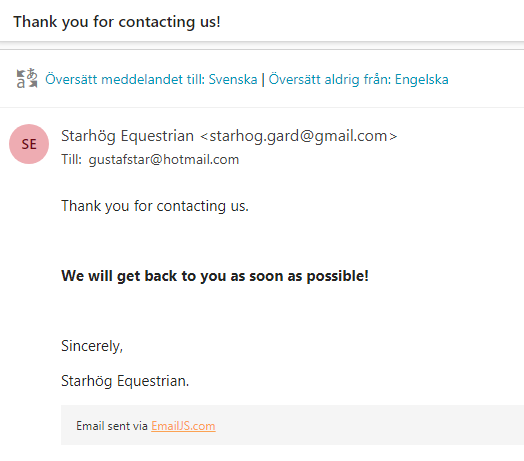 Thank you for contacting us!
Översätt meddelandet till: Svenska | Översätt aldrig från: Engelska
SE
Starhög Equestrian <starhog.gard@gmail.com>
Till: gustafstar@hotmail.com
Thank you for contacting us.
We will get back to you as soon as possible!
Sincerely,
Starhög Equestrian.
Email sent via EmailJS.com